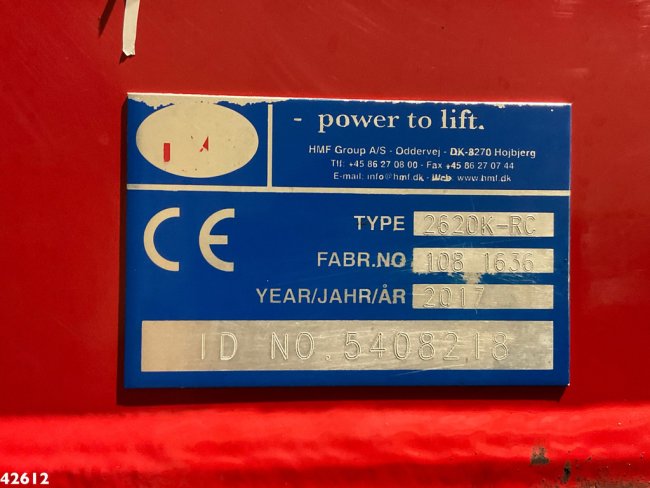 - power to lift.
HMF Group A/S · Oddervej · DK-8270 Hojbjerg
Tlf: +45 86 27 08 00 · Fax +45 86 27 07 44
E-mail: info@hmf.dk · Web: www.hmf.dk
CE
TYPE 2620K-RC
FABR.NO 108 1636
YEAR/JAHR/ÅR 2017
ID NO.5408218
42612